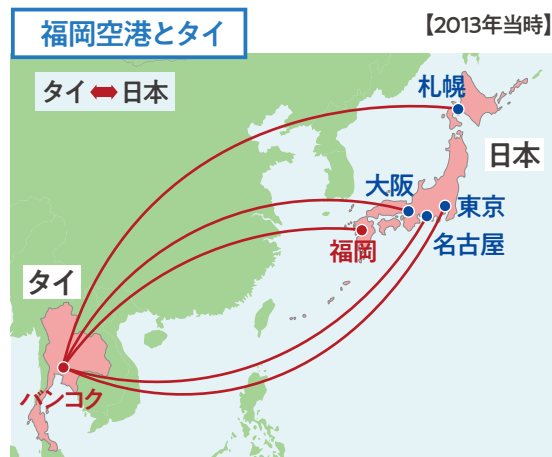 福岡空港とタイ
【2013年当時】
タイ⬌日本
札幌
日本
大阪
東京
福岡
名古屋
タイ
バンコク